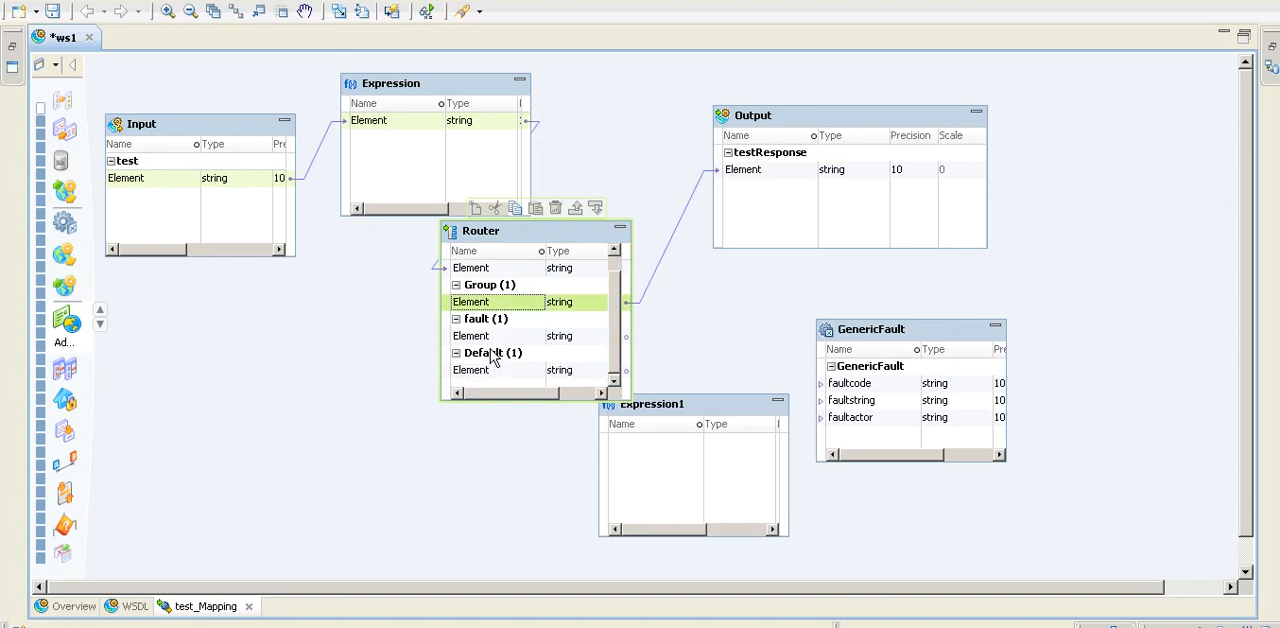 *ws1
Input
Name Type Pre
test
Element string 10
Expression
Name Type
Element string
Router
Name Type
Element string
Group (1)
Element string
fault (1)
Element string
Default (1)
Element string
Output
Name Type Precision Scale
testResponse
Element string 10 0
Expression1
Name Type
GenericFault
Name Type Pre
GenericFault
faultcode string 10
faultstring string 10
faultactor string 10
Ad...
Overview WSDL test_Mapping